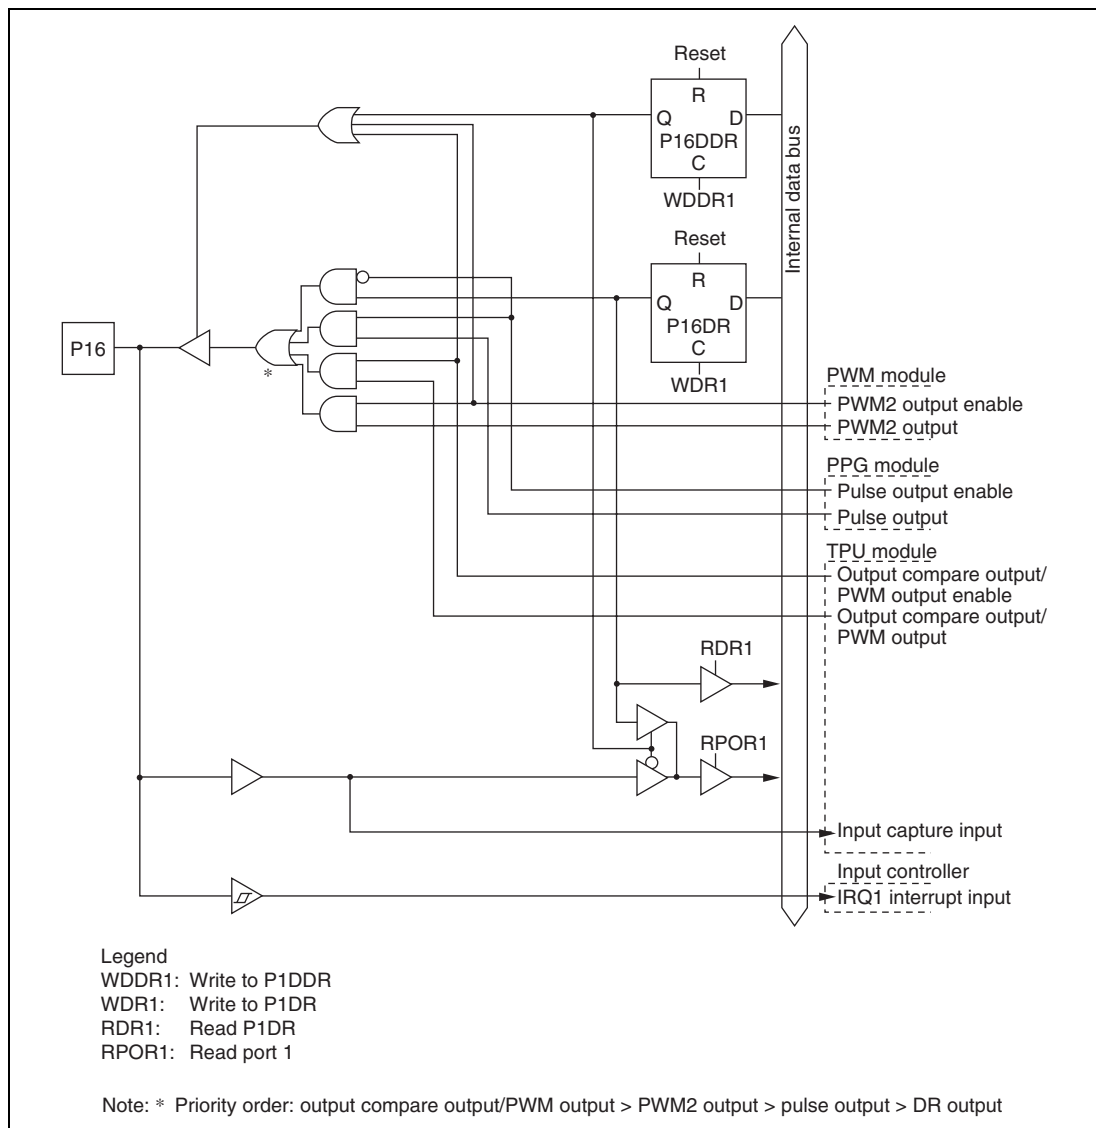 Reset
R
Q D
P16DDR
C
WDDR1
Internal data bus
Reset
R
Q D
P16DR
C
WDR1
P16
*
PWM module
PWM2 output enable
PWM2 output
PPG module
Pulse output enable
Pulse output
TPU module
Output compare output/
PWM output enable
Output compare output/
PWM output
RDR1
RPOR1
Input capture input
Input controller
IRQ1 interrupt input
Legend
WDDR1: Write to P1DDR
WDR1: Write to P1DR
RDR1: Read P1DR
RPOR1: Read port 1
Note: * Priority order: output compare output/PWM output > PWM2 output > pulse output > DR output